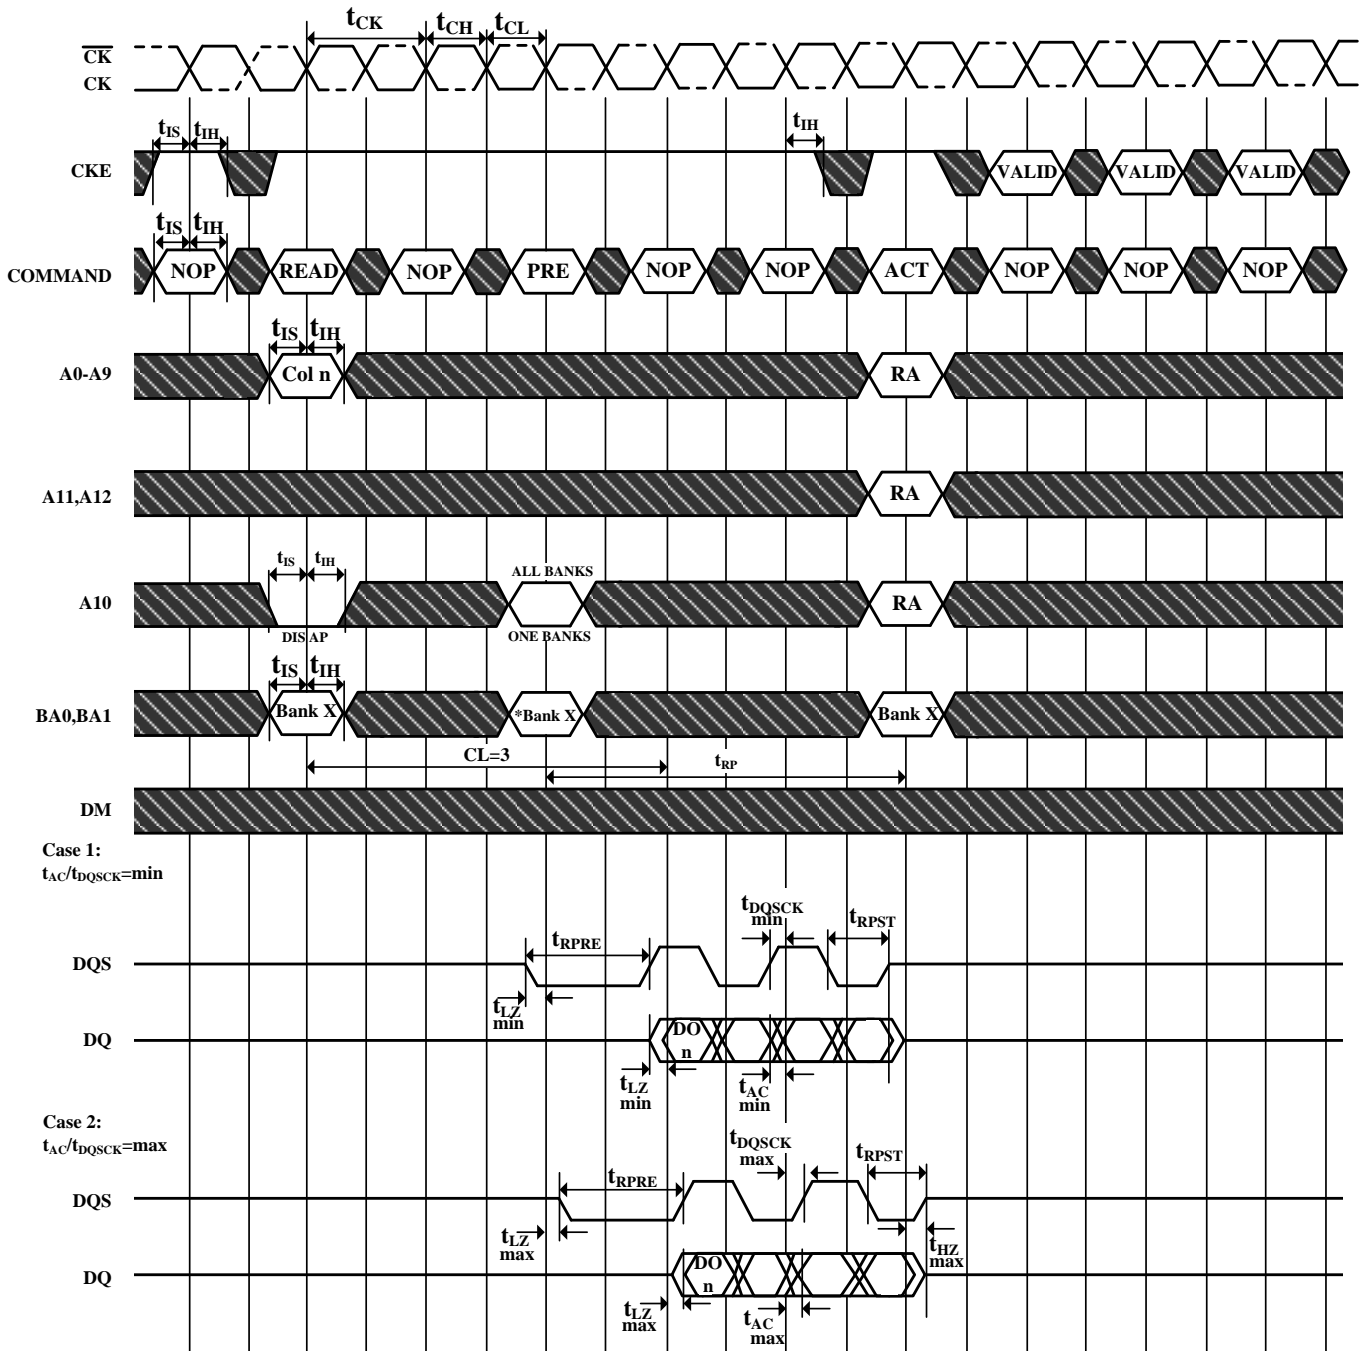 tCK tCH tCL
CK
CK
tIS tIH tIH
CKE VALID VALID VALID
tIS tIH
COMMAND NOP READ NOP PRE NOP NOP ACT NOP NOP NOP
tIS tIH
A0-A9 Col n RA
A11,A12 RA
tIS tIH ALL BANKS
A10 RA
DIS AP ONE BANKS
tIS tIH
BA0,BA1 Bank X *Bank X Bank X
CL=3 tRP
DM
Case 1:
tAC/tDQSCK=min
tDQSCK min tRPST
tRPRE
DQS
tLZ min
DQ DO n
tLZ min tAC min
Case 2:
tAC/tDQSCK=max
tDQSCK max tRPST
tRPRE
DQS
tLZ max tHZ max
DQ DO n
tLZ max tAC max